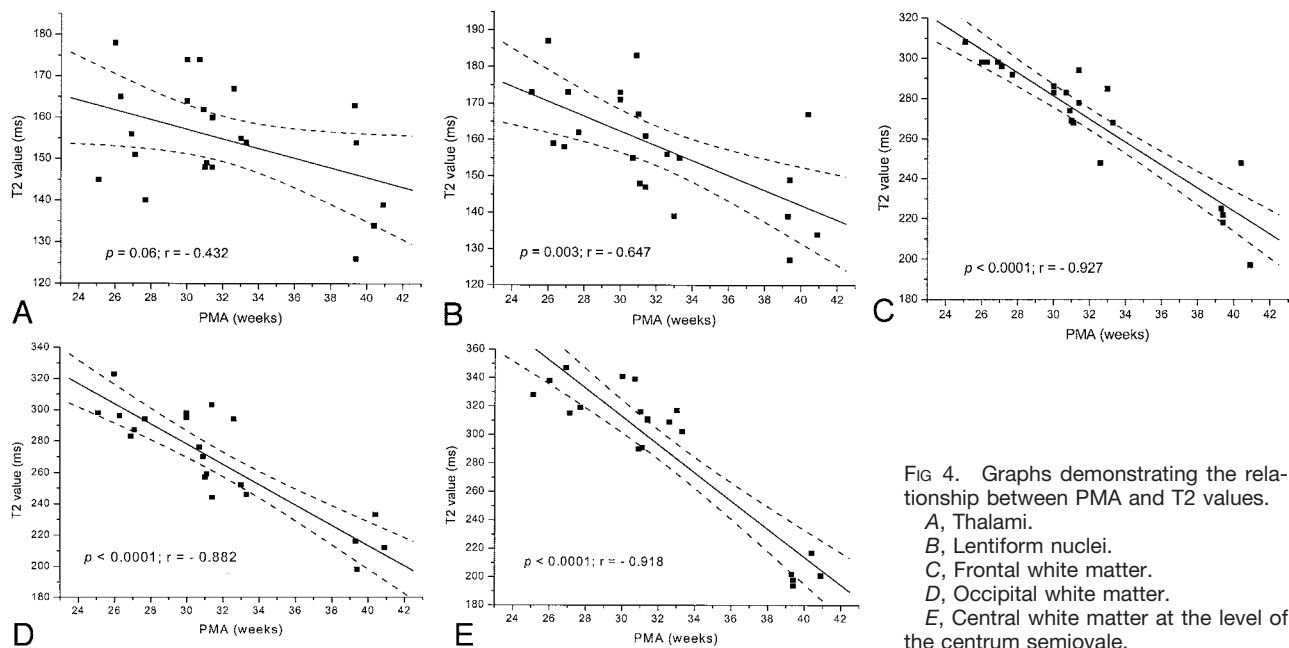 185
180
170
160
150
140
130
120
T2 value (ms)
p = 0.06; r = - 0.432
24 26 28 30 32 34 36 38 40 42
PMA (weeks)
A
190
180
170
160
150
140
130
120
T2 value (ms)
p = 0.003; r = - 0.647
24 26 28 30 32 34 36 38 40 42
PMA (weeks)
B
320
300
280
260
240
220
200
180
T2 value (ms)
p < 0.0001; r = - 0.927
24 26 28 30 32 34 36 38 40 42
PMA (weeks)
C
340
320
300
280
260
240
220
200
180
T2 value (ms)
p < 0.0001; r = - 0.882
24 26 28 30 32 34 36 38 40 42
PMA (weeks)
D
360
340
320
300
280
260
240
220
200
180
T2 value (ms)
p < 0.0001; r = - 0.918
24 26 28 30 32 34 36 38 40 42
PMA (weeks)
E
FIG 4. Graphs demonstrating the rela-
tionship between PMA and T2 values.
A, Thalami.
B, Lentiform nuclei.
C, Frontal white matter.
D, Occipital white matter.
E, Central white matter at the level of
the centrum semiovale.